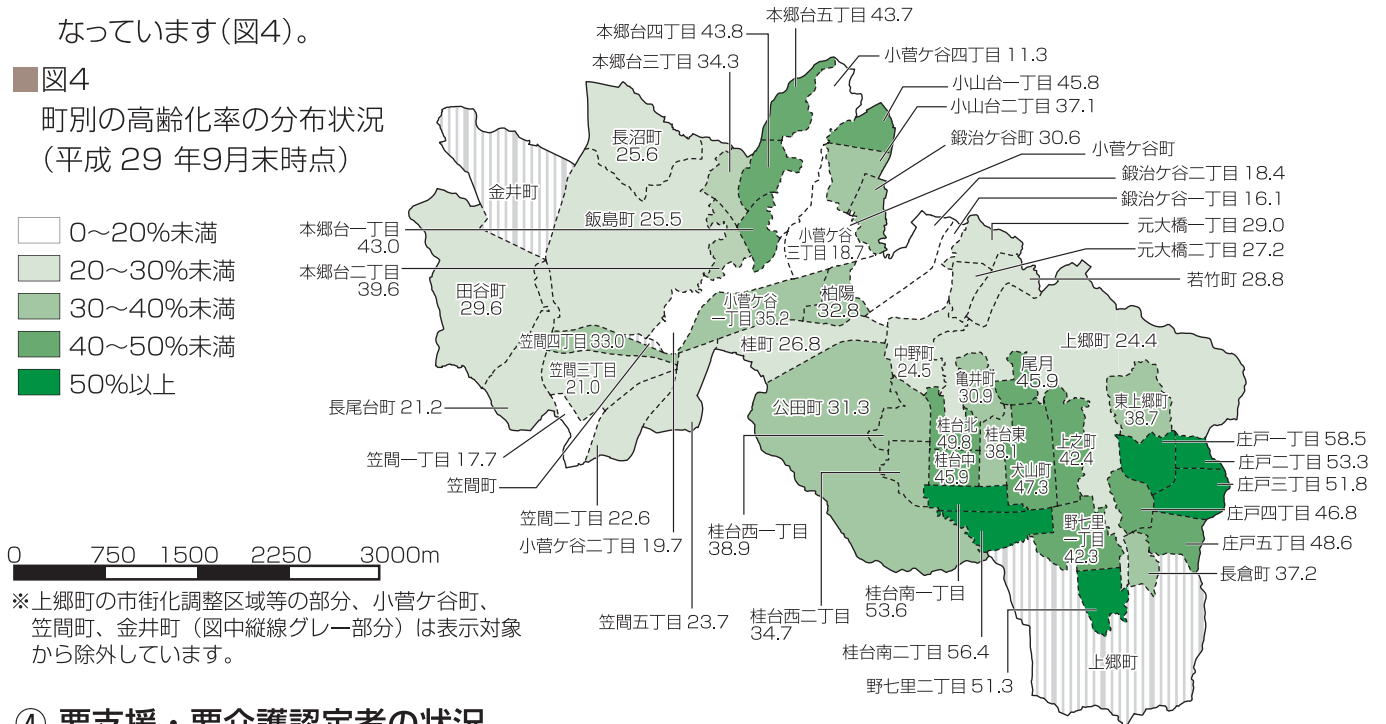 なっています(図4)。
■図4
町別の高齢化率の分布状況
(平成 29 年9月末時点)
0〜20%未満
20〜30%未満
30〜40%未満
40〜50%未満
50%以上
本郷台五丁目 43.7
本郷台四丁目 43.8
本郷台三丁目 34.3
小菅ケ谷四丁目 11.3
小山台一丁目 45.8
小山台二丁目 37.1
鍛治ケ谷町 30.6
小菅ケ谷町
鍛治ケ谷二丁目 18.4
鍛治ケ谷一丁目 16.1
元大橋一丁目 29.0
元大橋二丁目 27.2
若竹町 28.8
長沼町
25.6
金井町
飯島町 25.5
本郷台一丁目
43.0
本郷台二丁目
39.6
田谷町
29.6
小菅ケ谷
三丁目 18.7
小菅ケ谷
一丁目 35.2
柏陽
32.8
笠間四丁目 33.0
桂町 26.8
笠間三丁目
21.0
中野町
24.5
上郷町 24.4
亀井町
30.9
尾月
45.9
東上郷町
38.7
公田町 31.3
長尾台町 21.2
桂台北
49.8
桂台中
45.9
桂台東
38.1
犬山町
47.3
上之町
42.4
笠間一丁目 17.7
笠間町
笠間二丁目 22.6
小菅ケ谷二丁目 19.7
笠間五丁目 23.7
桂台西一丁目
38.9
桂台西二丁目
34.7
桂台南一丁目
53.6
桂台南二丁目 56.4
野七里二丁目 51.3
野七里
一丁目
42.3
庄戸一丁目 58.5
庄戸二丁目 53.3
庄戸三丁目 51.8
庄戸四丁目 46.8
庄戸五丁目 48.6
長倉町 37.2
上郷町
0 750 1500 2250 3000m
※上郷町の市街化調整区域等の部分、小菅ケ谷町、
笠間町、金井町(図中縦線グレー部分)は表示対象
から除外しています。
④ 要支援・要介護認定者の状況